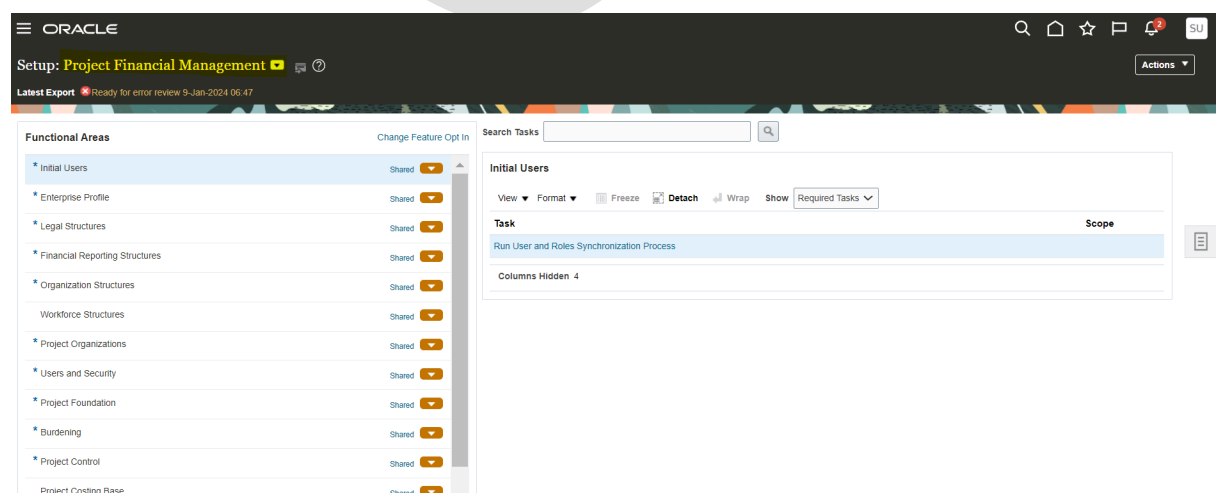 ORACLE
2
SU
Setup: Project Financial Management
Actions
Latest Export Ready for error review 9-Jan-2024 06:47
Functional Areas
Change Feature Opt In
* Initial Users Shared
* Enterprise Profile Shared
* Legal Structures Shared
* Financial Reporting Structures Shared
* Organization Structures Shared
Workforce Structures Shared
* Project Organizations Shared
* Users and Security Shared
* Project Foundation Shared
* Burdening Shared
* Project Control Shared
Project Costing Base Shared
Search Tasks
Initial Users
View Format Freeze Detach Wrap Show Required Tasks
Task Scope
Run User and Roles Synchronization Process
Columns Hidden 4